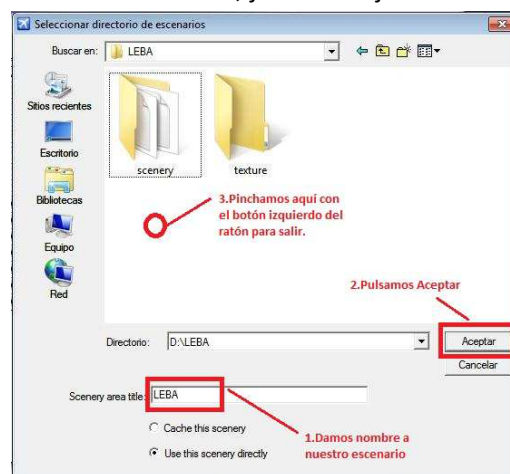 Seleccionar directorio de escenarios
Buscar en:
LEBA
Sitios recientes
Escritorio
Bibliotecas
Equipo
Red
scenery
texture
3.Pinchamos aquí con
el botón izquierdo del
ratón para salir.
2.Pulsamos Aceptar
Directorio:
D:\LEBA
Aceptar
Cancelar
Scenery area title:
LEBA
Cache this scenery
Use this scenery directly
1.Damos nombre a
nuestro escenario